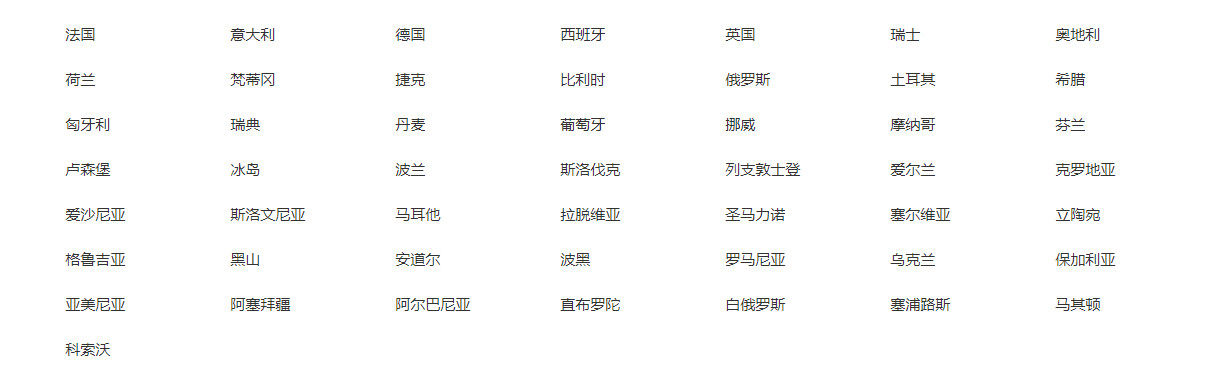 法国 意大利 德国 西班牙 英国 瑞士 奥地利
荷兰 梵蒂冈 捷克 比利时 俄罗斯 土耳其 希腊
匈牙利 瑞典 丹麦 葡萄牙 挪威 摩纳哥 芬兰
卢森堡 冰岛 波兰 斯洛伐克 列支敦士登 爱尔兰 克罗地亚
爱沙尼亚 斯洛文尼亚 马耳他 拉脱维亚 圣马力诺 塞尔维亚 立陶宛
格鲁吉亚 黑山 安道尔 波黑 罗马尼亚 乌克兰 保加利亚
亚美尼亚 阿塞拜疆 阿尔巴尼亚 直布罗陀 白俄罗斯 塞浦路斯 马其顿
科索沃